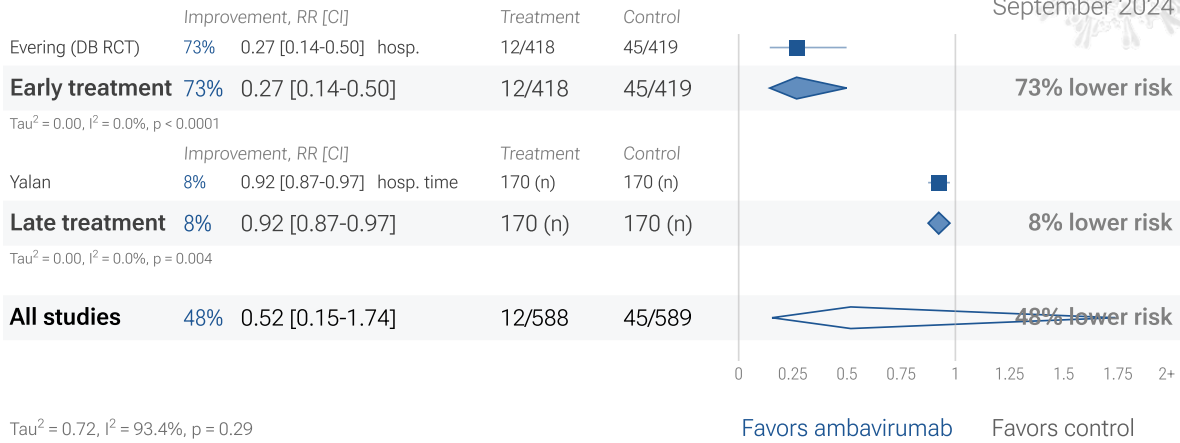 September 2024
Improvement, RR [CI] Treatment Control
Evering (DB RCT) 73% 0.27 [0.14-0.50] hosp. 12/418 45/419
Early treatment 73% 0.27 [0.14-0.50] 12/418 45/419 73% lower risk
Tau² = 0.00, I² = 0.0%, p < 0.0001
Improvement, RR [CI] Treatment Control
Yalan 8% 0.92 [0.87-0.97] hosp. time 170 (n) 170 (n)
Late treatment 8% 0.92 [0.87-0.97] 170 (n) 170 (n) 8% lower risk
Tau² = 0.00, I² = 0.0%, p = 0.004
All studies 48% 0.52 [0.15-1.74] 12/588 45/589 48% lower risk
0 0.25 0.5 0.75 1 1.25 1.5 1.75 2+
Tau² = 0.72, I² = 93.4%, p = 0.29 Favors ambavirumab Favors control